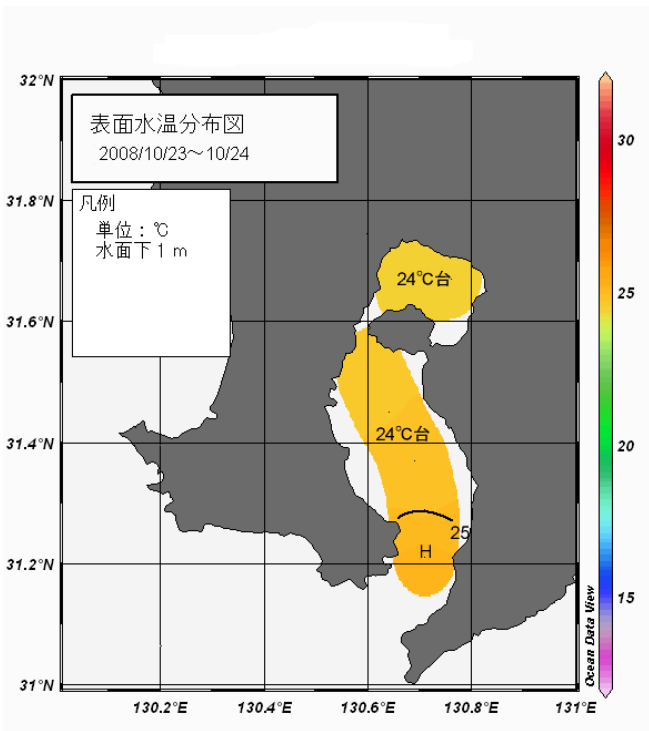 表面水温分布図
2008/10/23～10/24
凡例
単位：℃
水面下1m
32°N
31.8°N
31.6°N
31.4°N
31.2°N
31°N
130.2°E
130.4°E
130.6°E
130.8°E
131°E
24℃台
24℃台
25
H
30
25
20
15
Ocean Data View